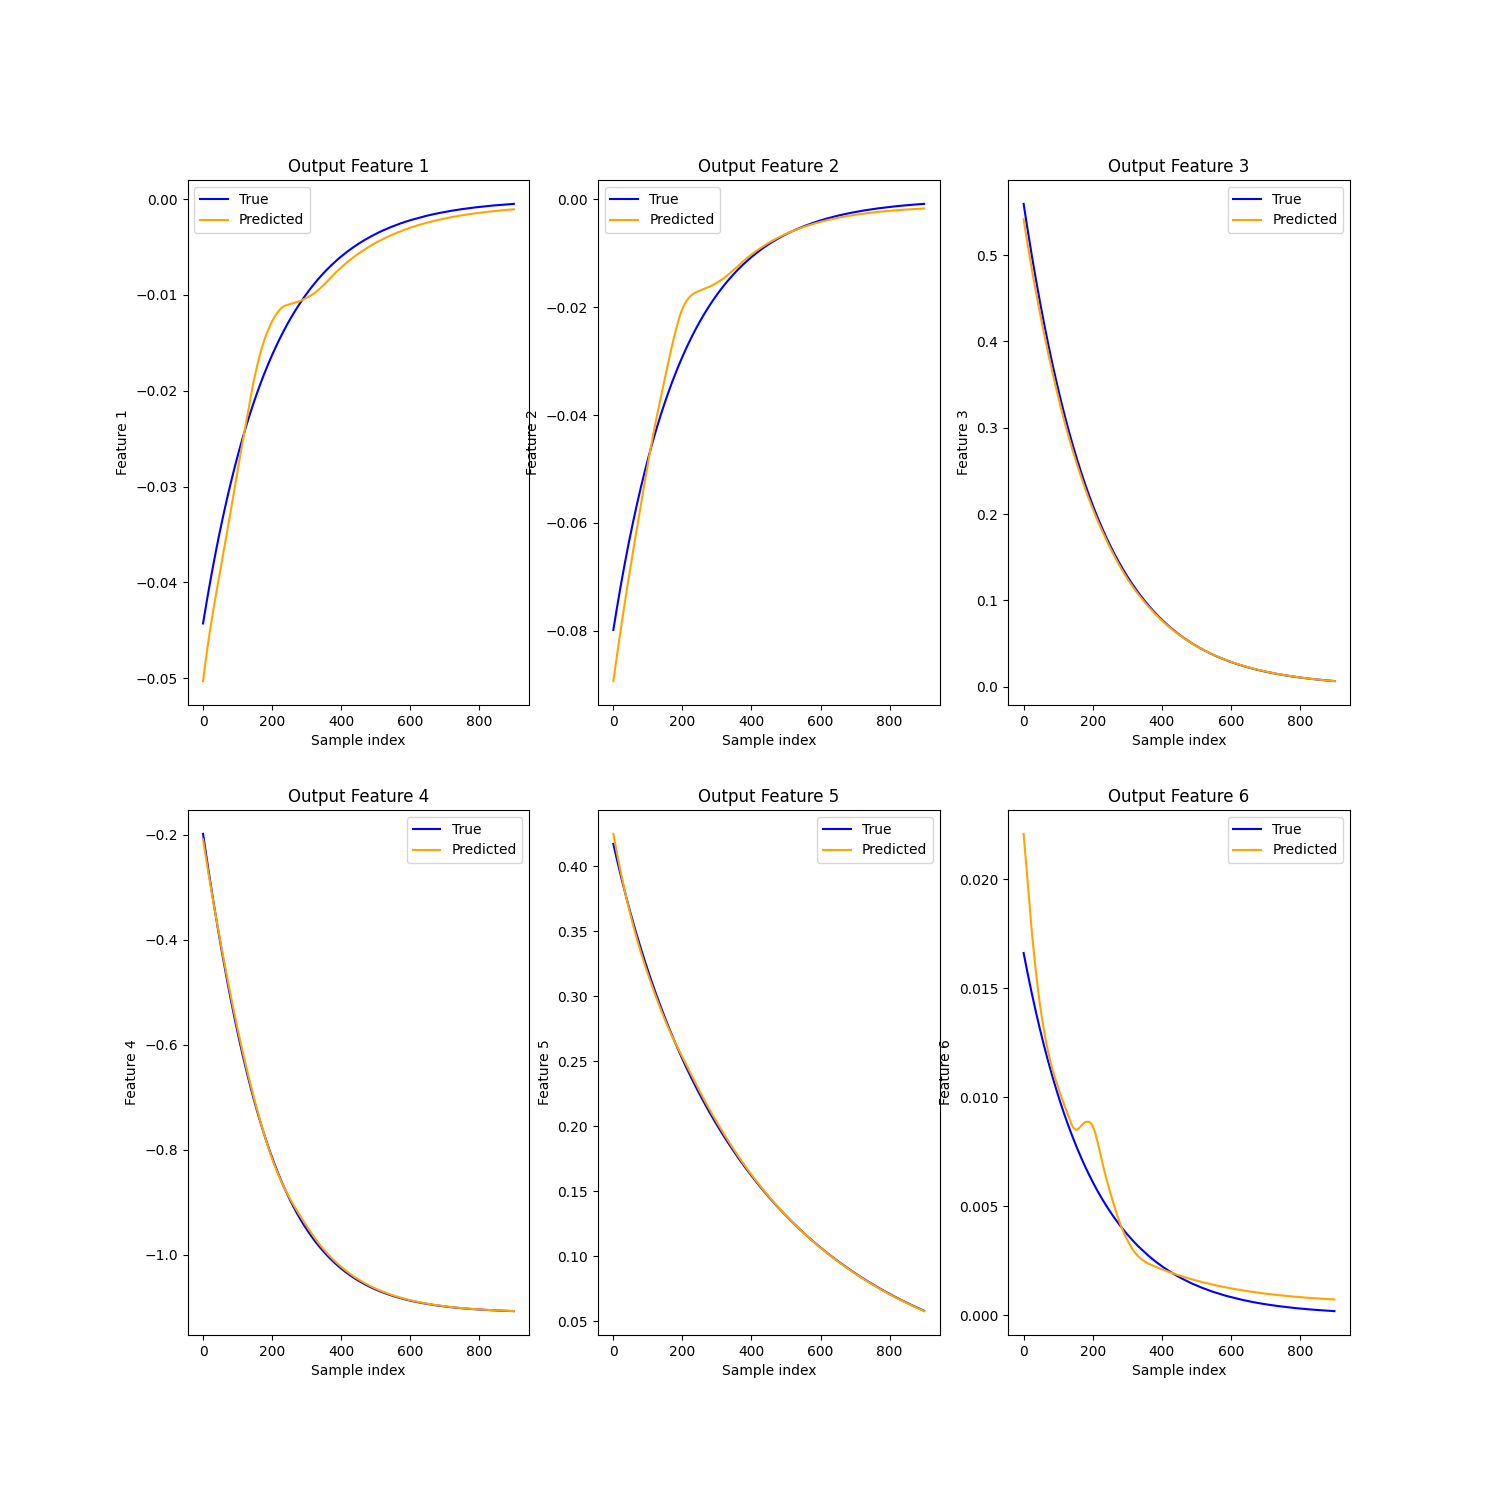 Output Feature 1
True
Predicted
0.00
−0.01
−0.02
−0.03
−0.04
−0.05
Feature 1
0 200 400 600 800
Sample index
Output Feature 2
True
Predicted
0.00
−0.02
−0.04
−0.06
−0.08
Feature 2
0 200 400 600 800
Sample index
Output Feature 3
True
Predicted
0.5
0.4
0.3
0.2
0.1
0.0
Feature 3
0 200 400 600 800
Sample index
Output Feature 4
True
Predicted
−0.2
−0.4
−0.6
−0.8
−1.0
Feature 4
0 200 400 600 800
Sample index
Output Feature 5
True
Predicted
0.40
0.35
0.30
0.25
0.20
0.15
0.10
0.05
Feature 5
0 200 400 600 800
Sample index
Output Feature 6
True
Predicted
0.020
0.015
0.010
0.005
0.000
Feature 6
0 200 400 600 800
Sample index